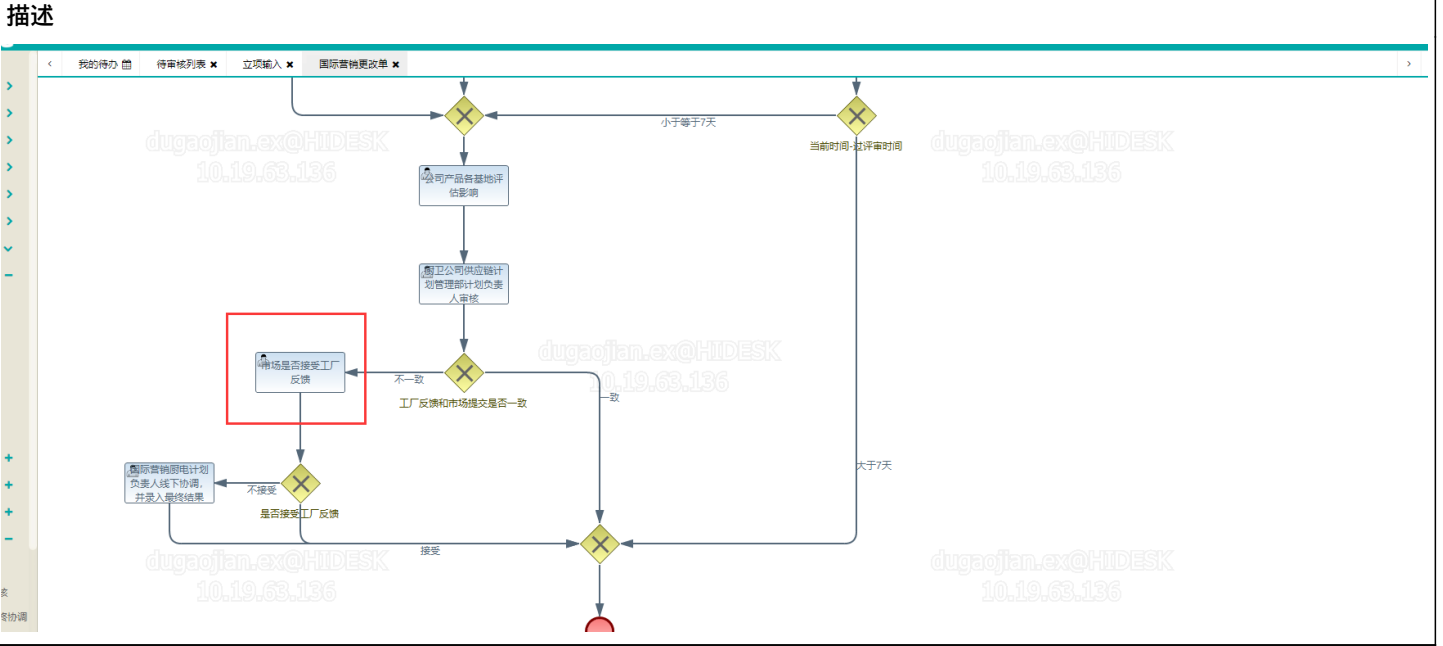 描述
我的待办
待审核列表
立项输入
国际营销更改单
小于等于7天
当前时间-过评审时间
dugaojian.ex@HIDESK
10.19.63.136
dugaojian.ex@HIDESK
10.19.63.136
公司产品各基地评
估影响
厨卫公司供应链计
划管理部计划负责
人审核
dugaojian.ex@HIDESK
10.19.63.136
市场是否接受工厂
反馈
不一致
工厂反馈和市场提交是否一致
一致
大于7天
国际营销厨电计划
负责人线下协调,
并录入最终结果
不接受
是否接受工厂反馈
接受
dugaojian.ex@HIDESK
10.19.63.136
dugaojian.ex@HIDESK
10.19.63.136
核
终协调